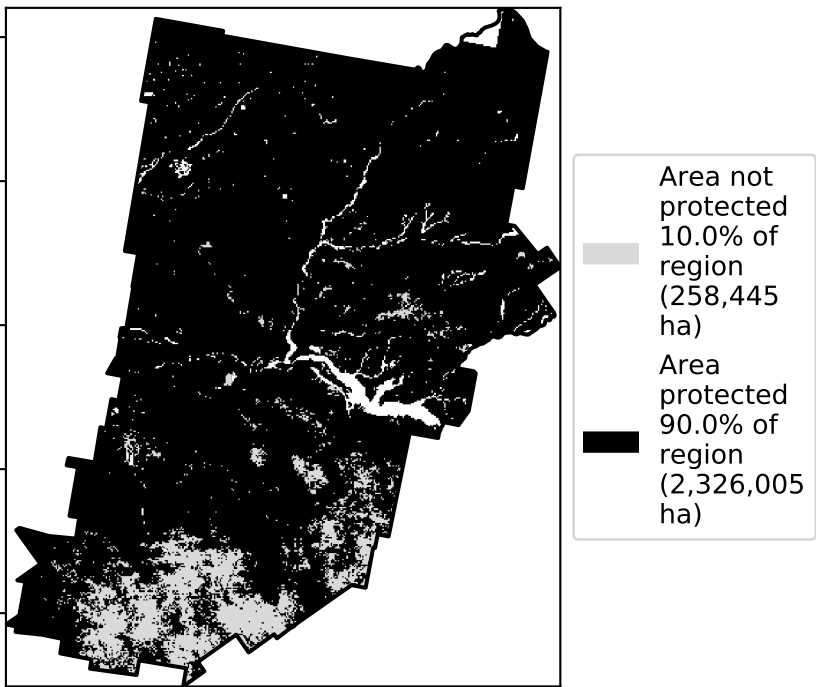 Area not
protected
10.0% of
region
(258,445
ha)
Area
protected
90.0% of
region
(2,326,005
ha)